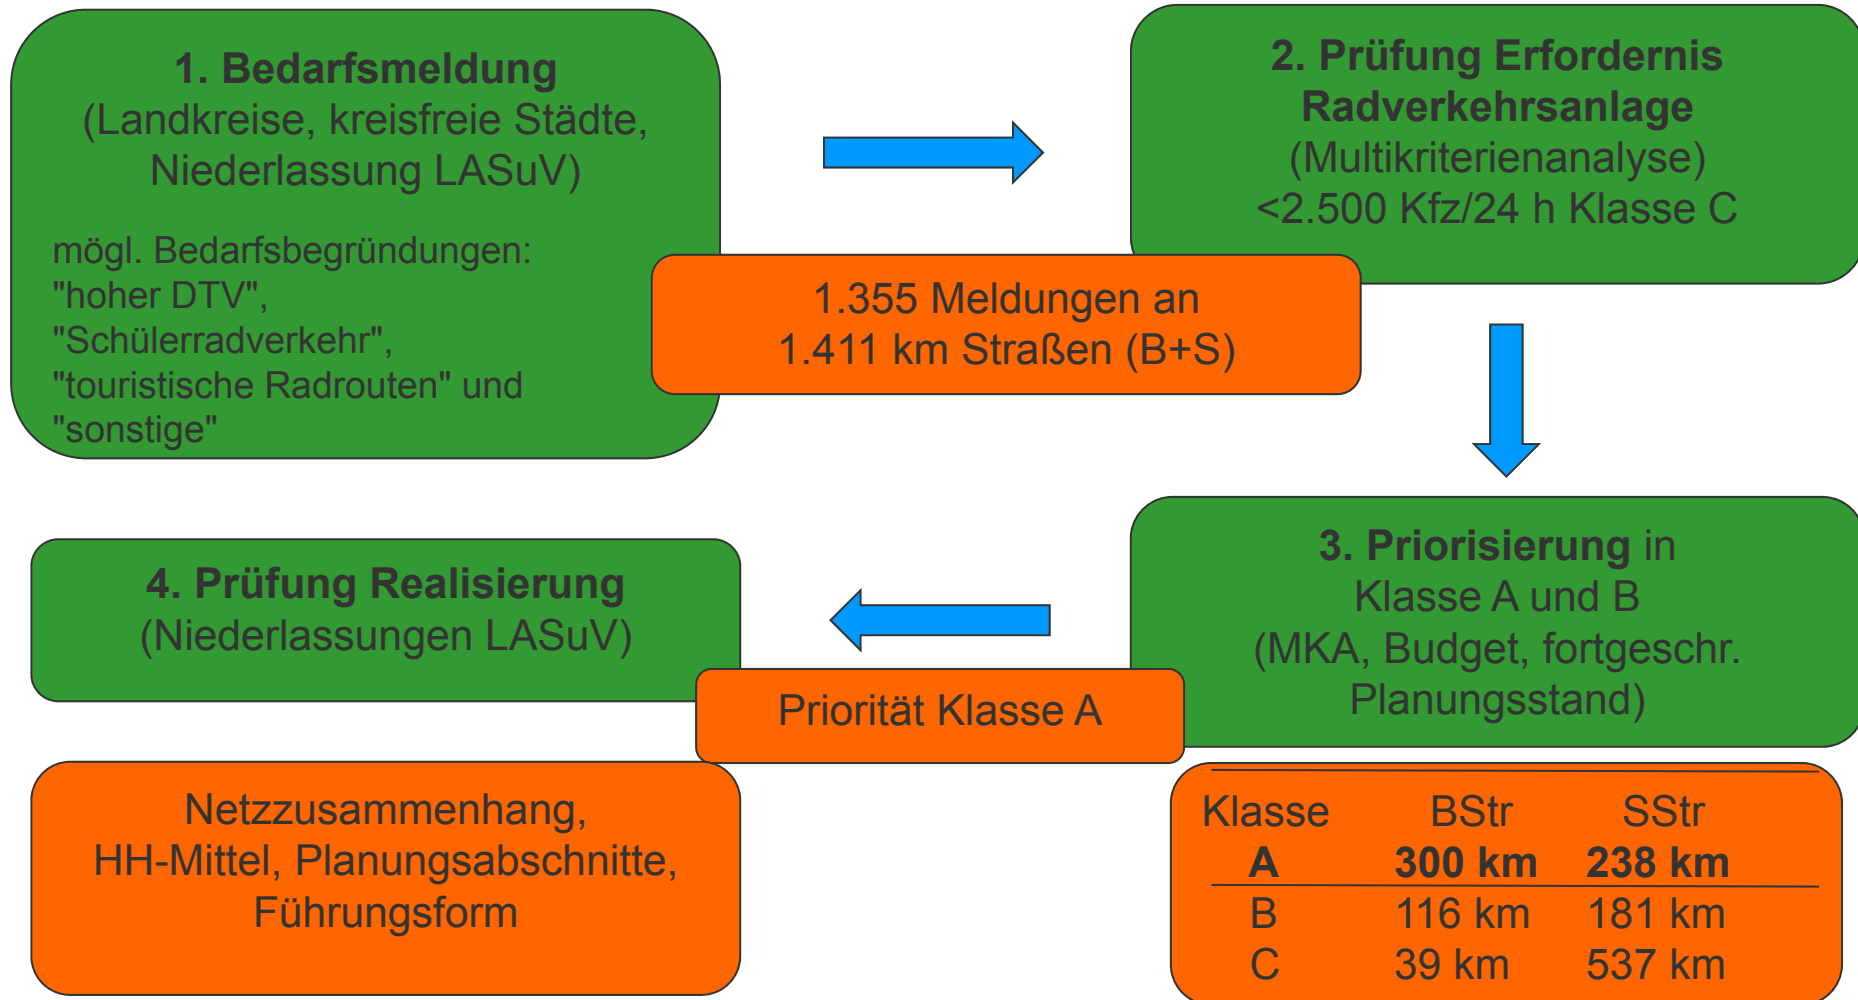 1. Bedarfsmeldung
(Landkreise, kreisfreie Städte,
Niederlassung LASuV)
mögl. Bedarfsbegründungen:
"hoher DTV",
"Schülerradverkehr",
"touristische Radrouten" und
"sonstige"
2. Prüfung Erfordernis
Radverkehrsanlage
(Multikriterienanalyse)
<2.500 Kfz/24 h Klasse C
1.355 Meldungen an
1.411 km Straßen (B+S)
3. Priorisierung in
Klasse A und B
(MKA, Budget, fortgeschr.
Planungsstand)
Klasse BStr SStr
A 300 km 238 km
B 116 km 181 km
C 39 km 537 km
Priorität Klasse A
4. Prüfung Realisierung
(Niederlassungen LASuV)
Netzzusammenhang,
HH-Mittel, Planungsabschnitte,
Führungsform